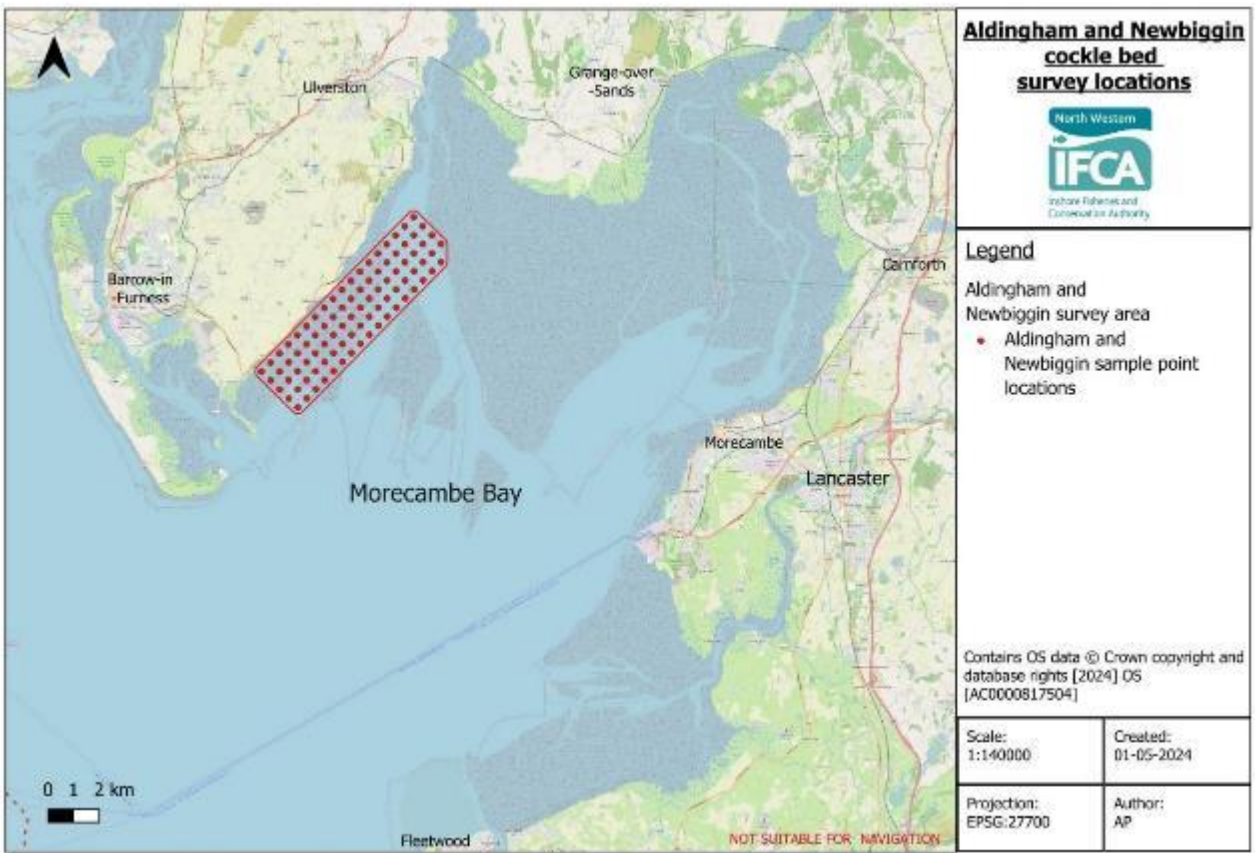 Aldingham and Newbiggin
cockle bed
survey locations
North Western
IFCA
Inshore Fisheries and
Conservation Authority
Legend
Aldingham and
Newbiggin survey area
Aldingham and
Newbiggin sample point
locations
Contains OS data © Crown copyright and
database rights [2024] OS
[AC0000817504]
Scale:
1:140000
Created:
01-05-2024
Projection:
EPSG:27700
Author:
AP
Ulverston
Grange-over
-Sands
Barrow-in
-Furness
Carnforth
Morecambe
Lancaster
Morecambe Bay
0 1 2 km
Fleetwood
NOT SUITABLE FOR NAVIGATION